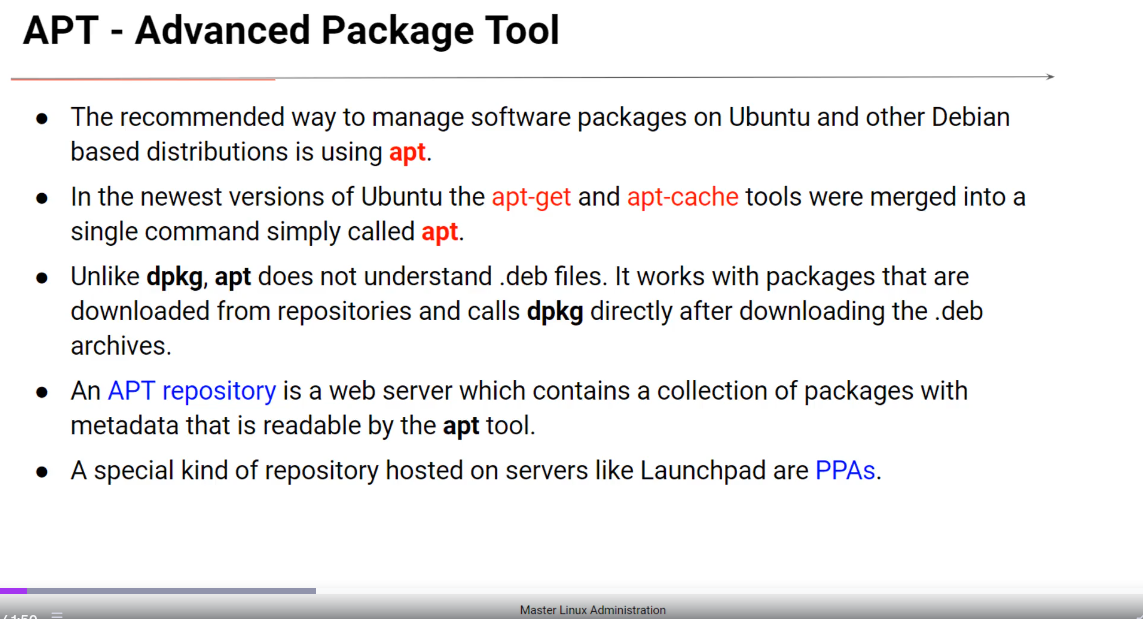 APT - Advanced Package Tool
● The recommended way to manage software packages on Ubuntu and other Debian
based distributions is using apt.
● In the newest versions of Ubuntu the apt-get and apt-cache tools were merged into a
single command simply called apt.
● Unlike dpkg, apt does not understand .deb files. It works with packages that are
downloaded from repositories and calls dpkg directly after downloading the .deb
archives.
● An APT repository is a web server which contains a collection of packages with
metadata that is readable by the apt tool.
● A special kind of repository hosted on servers like Launchpad are PPAs.
Master Linux Administration